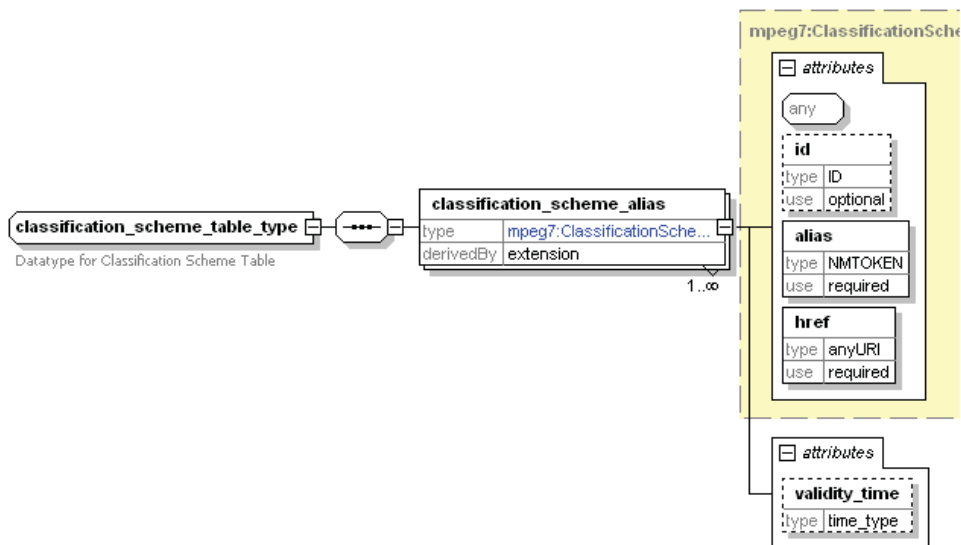 mpeg7:ClassificationSche
attributes
any
id
type ID
use optional
classification_scheme_alias
type mpeg7:ClassificationSche...
derivedBy extension
1..∞
classification_scheme_table_type
Datatype for Classification Scheme Table
alias
type NMTOKEN
use required
href
type anyURI
use required
attributes
validity_time
type time_type